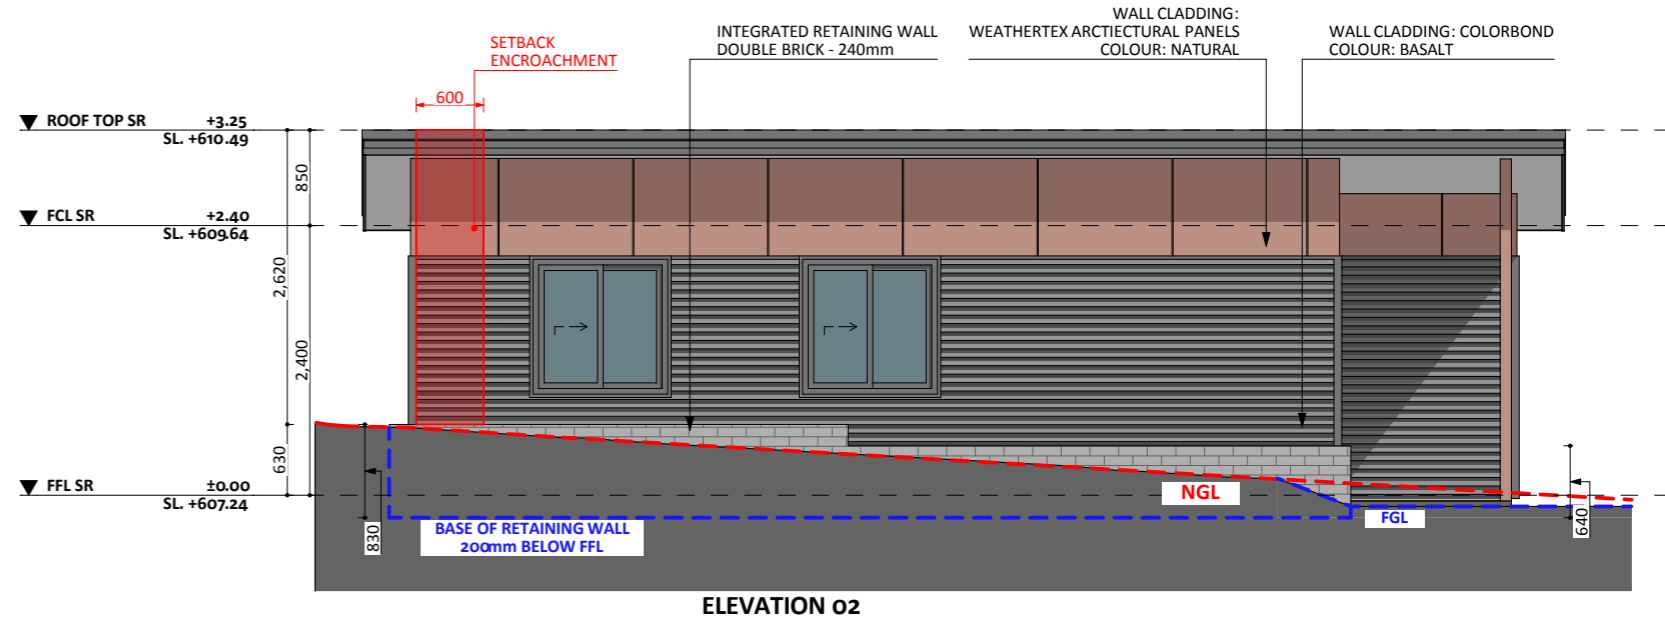 WALL CLADDING:
WEATHERTEX ARCTIECTURAL PANELS
COLOUR: NATURAL
INTEGRATED RETAINING WALL
DOUBLE BRICK - 240mm
WALL CLADDING: COLORBOND
COLOUR: BASALT
SETBACK
ENCROACHMENT
600
ROOF TOP SR +3.25
SL. +610.49
850
FCL SR +2.40
SL. +609.64
2,620
2,400
630
FFL SR ±0.00
SL. +607.24
830
BASE OF RETAINING WALL
200mm BELOW FFL
NGL
FGL
640
ELEVATION 02